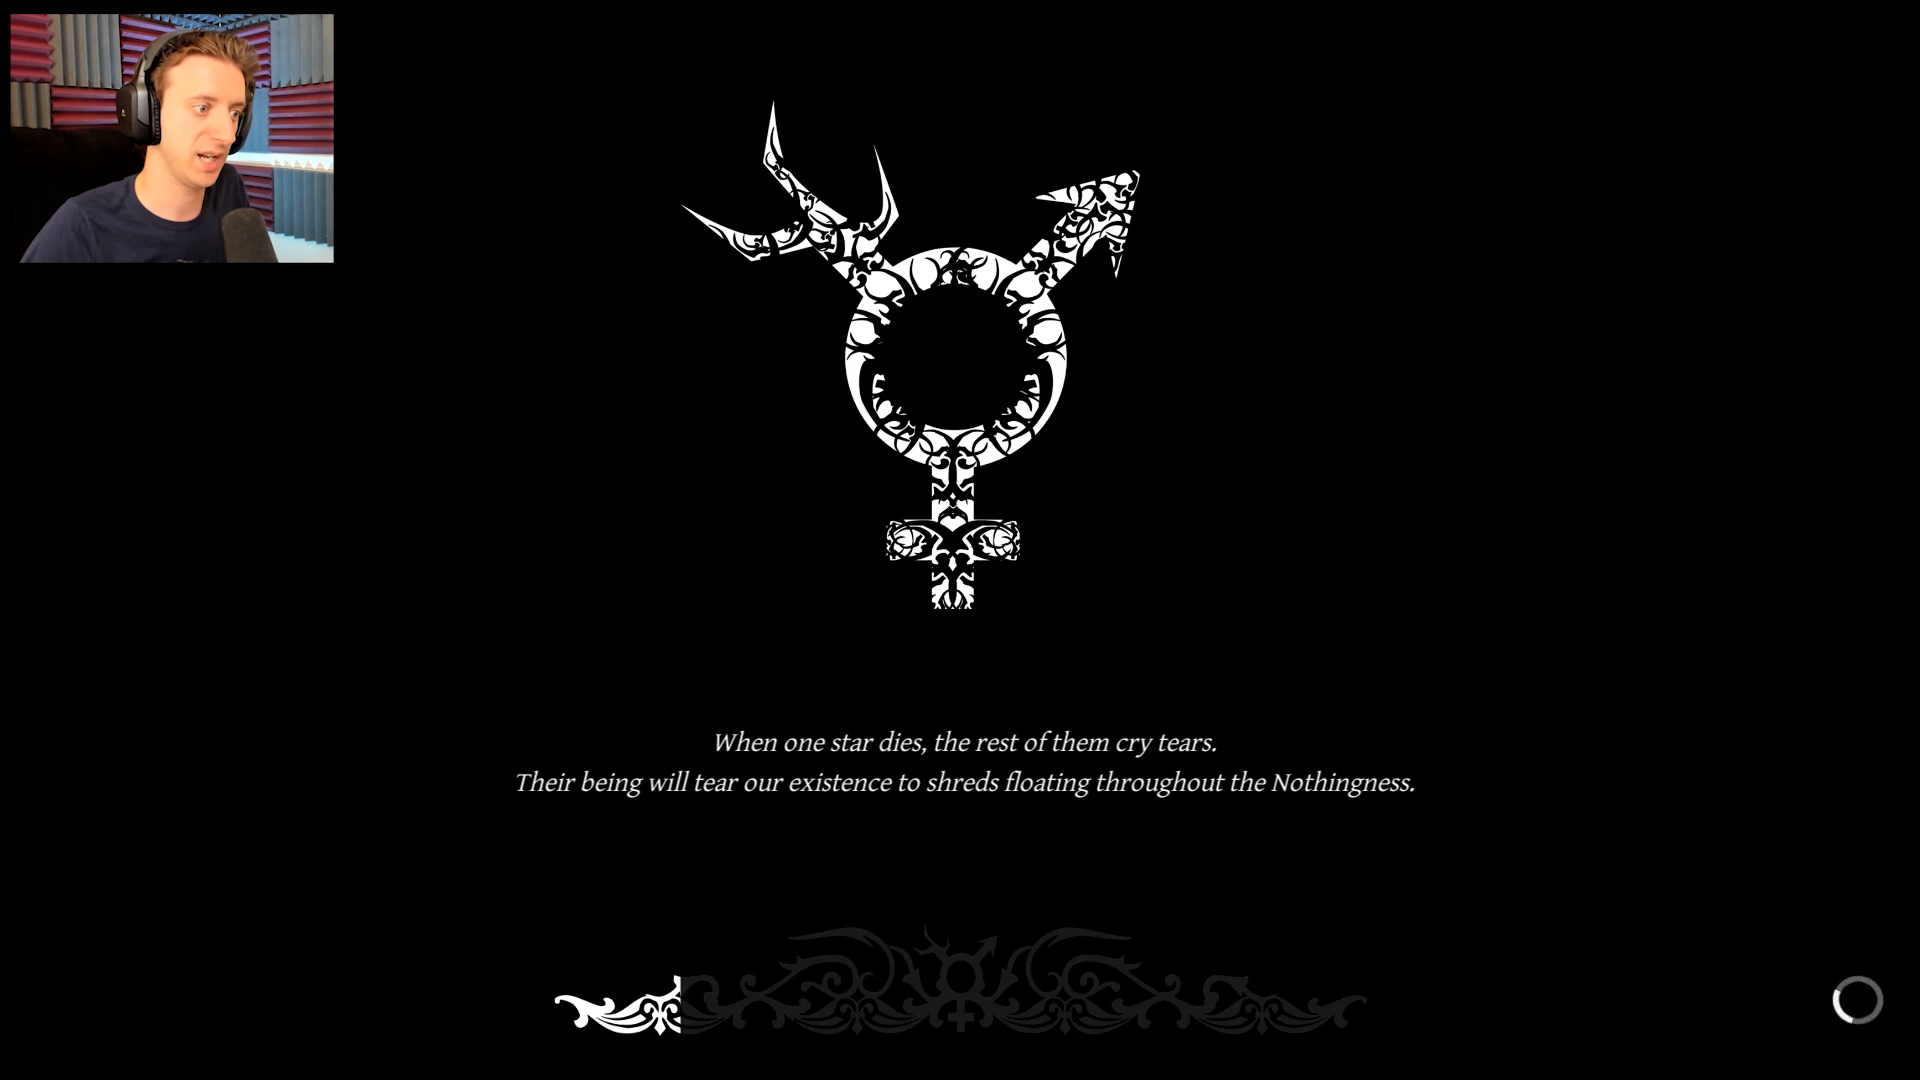 When one star dies, the rest of them cry tears.
Their being will tear our existence to shreds floating throughout the Nothingness.